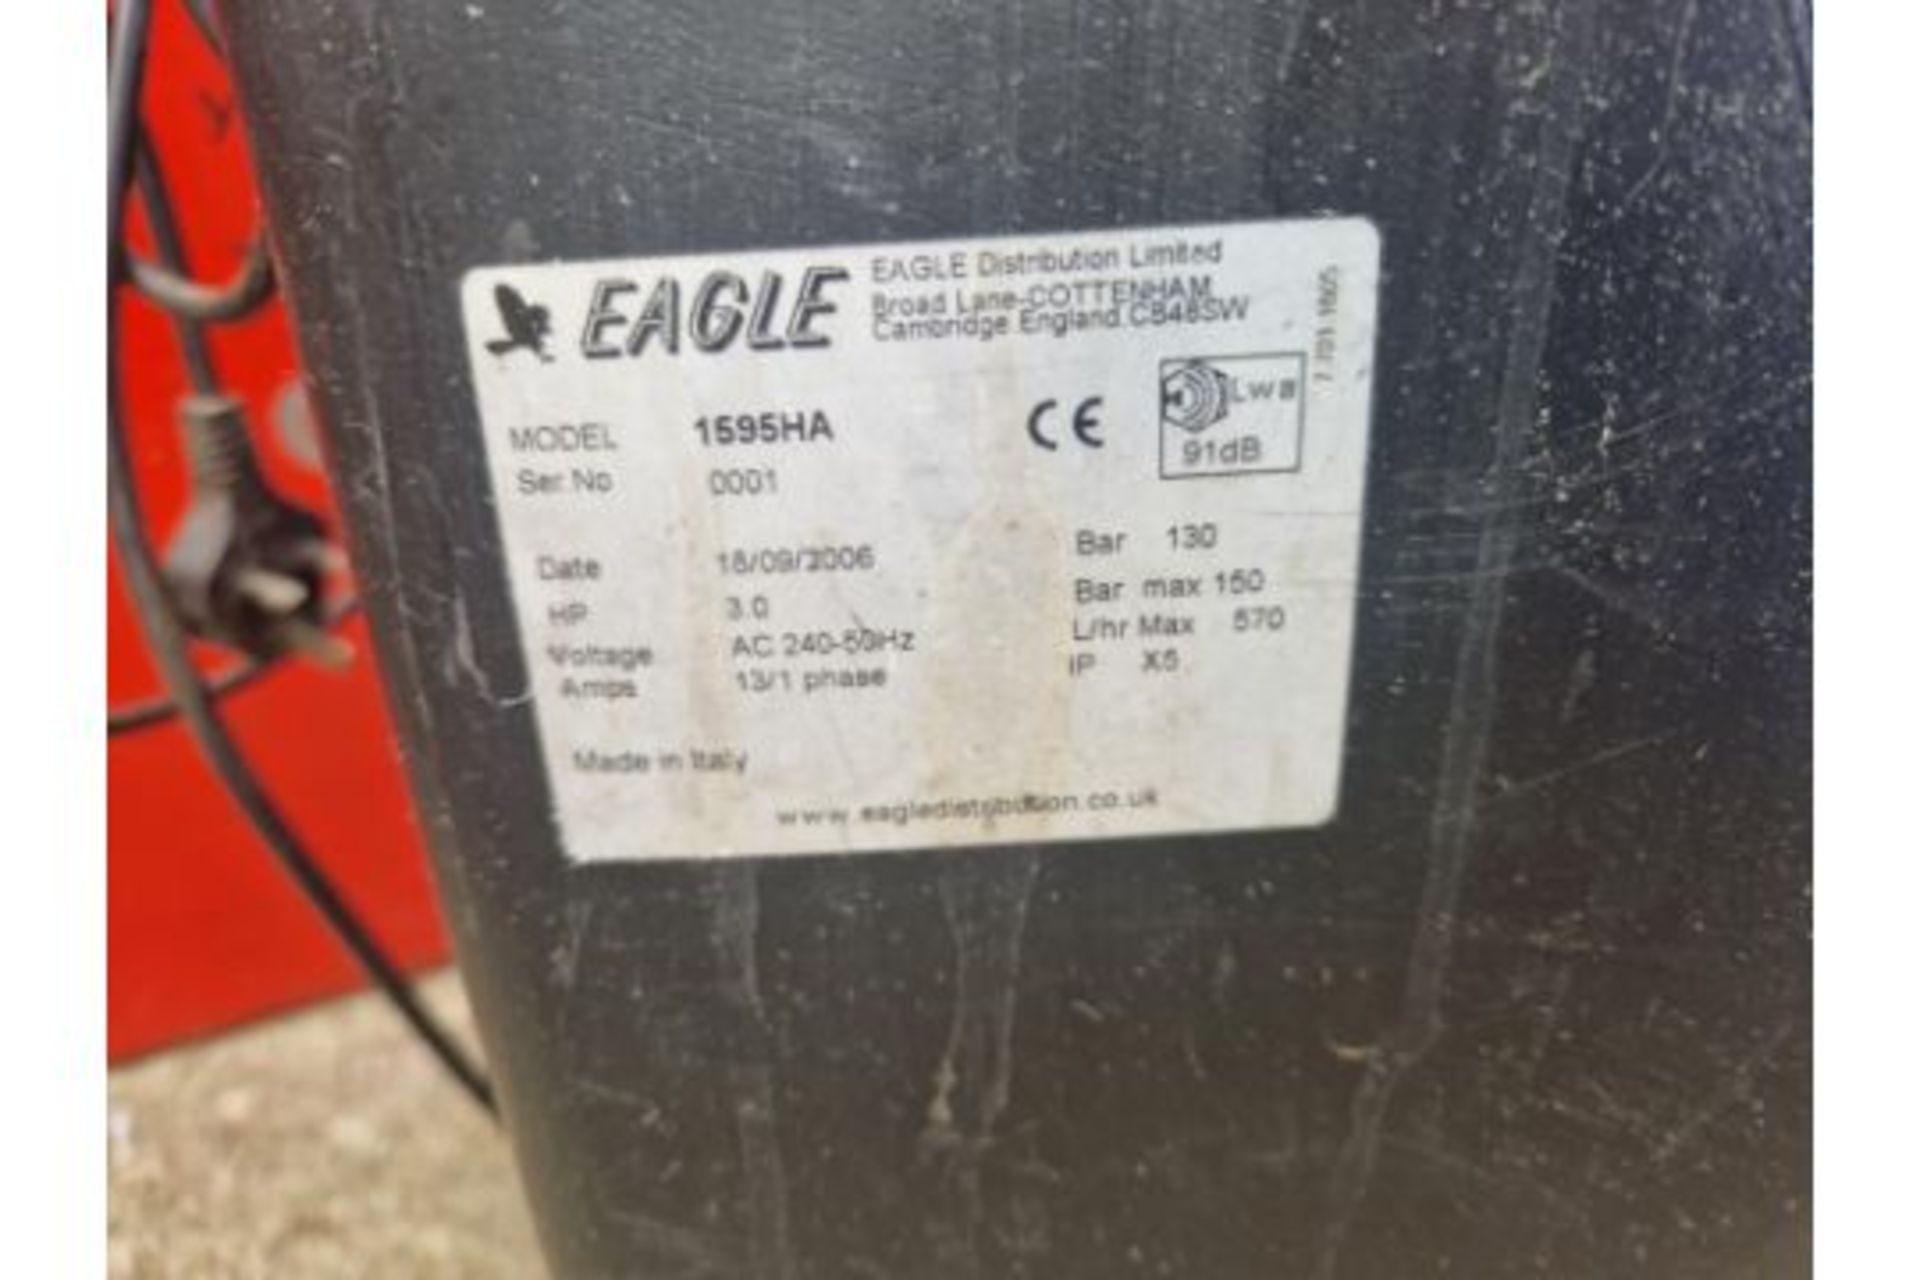 EAGLE
EAGLE Distribution Limited
Broad Lane-COTTENHAM
Cambridge England CB48SW
MODEL 1595HA
Ser.No 0001
CE
Lwa
91dB
Date 18/09/2006
HP 3.0
Voltage AC 240-50Hz
Amps 13/1 phase
Bar 130
Bar max 150
L/hr Max 570
IP X5
Made in Italy
www.eagledistribution.co.uk